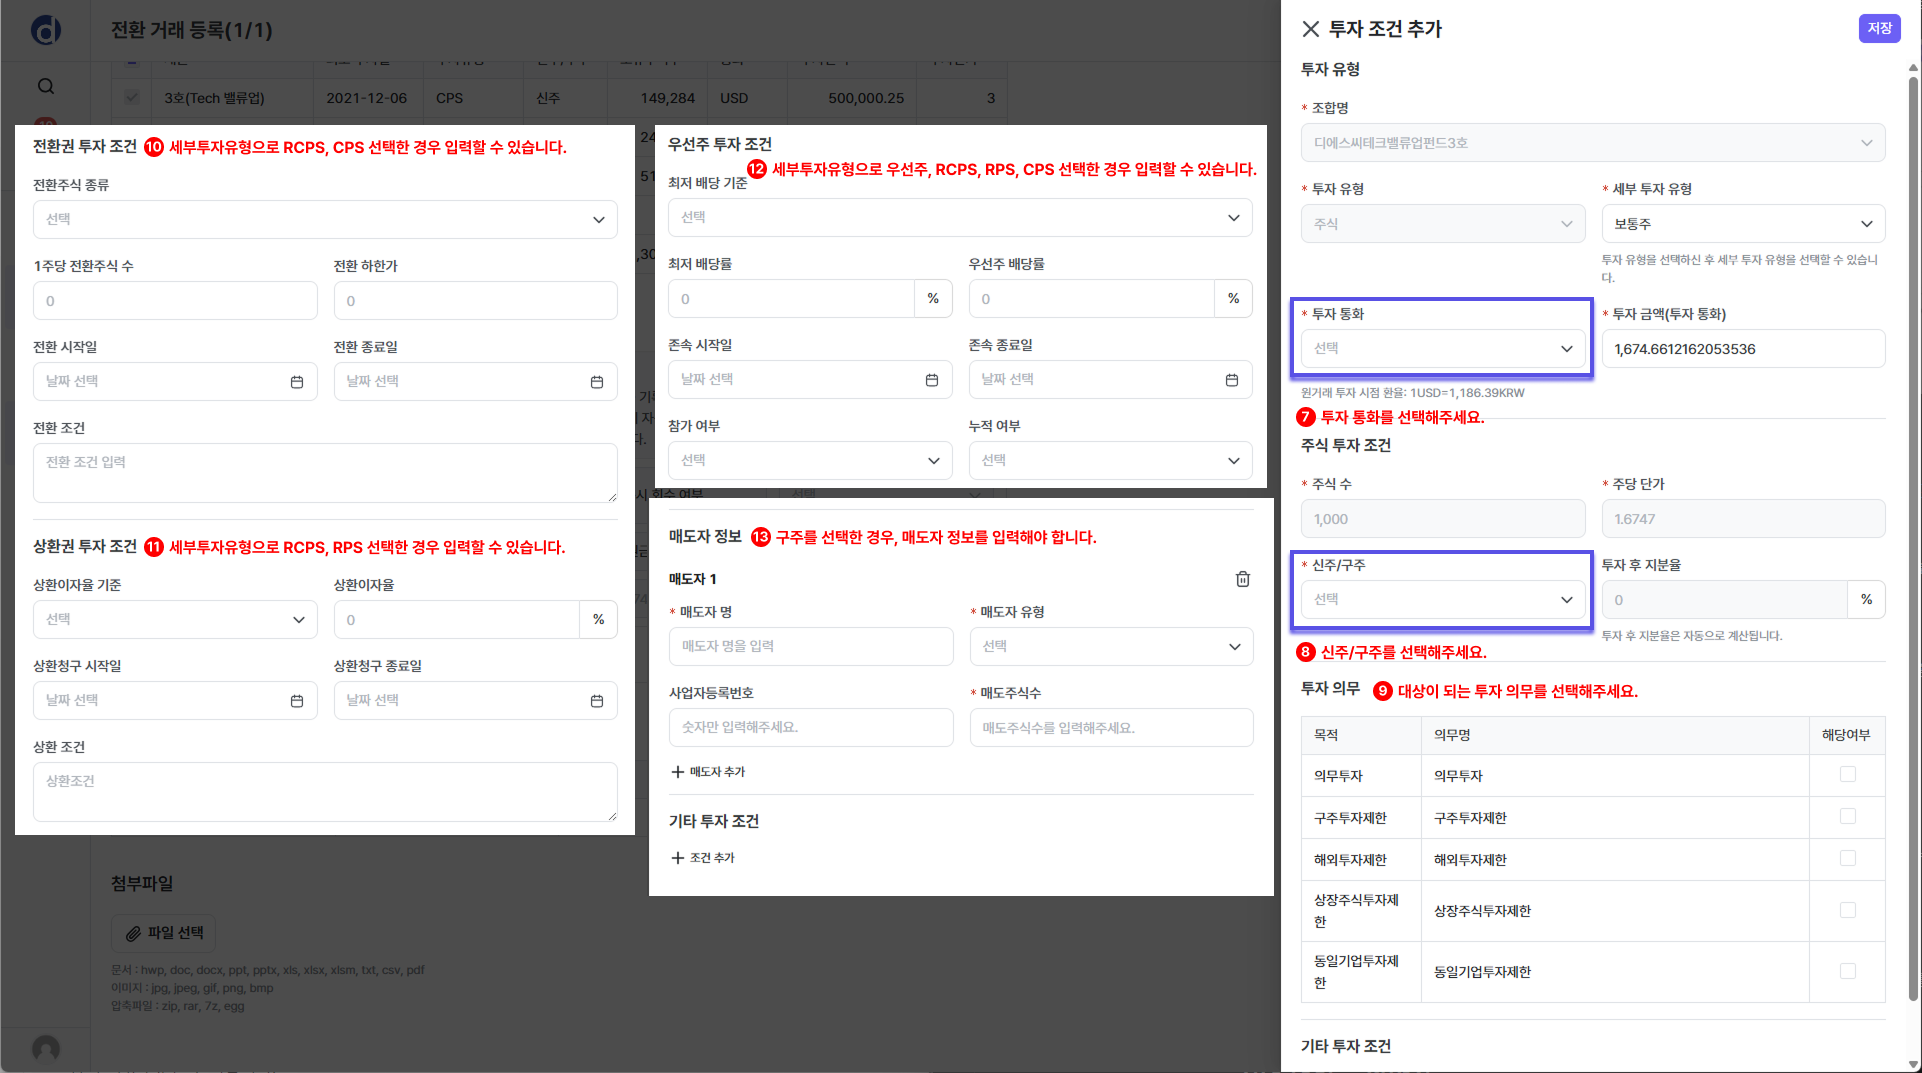 전환 거래 등록(1/1)
3호(Tech 밸류업)
2021-12-06
CPS
신주
149,284
USD
500,000.25
3
전환권 투자 조건
10 세부투자유형으로 RCPS, CPS 선택한 경우 입력할 수 있습니다.
전환주식 종류
선택
1주당 전환주식 수
전환 하한가
0
0
전환 시작일
전환 종료일
날짜 선택
날짜 선택
전환 조건
전환 조건 입력
상환권 투자 조건
11 세부투자유형으로 RCPS, RPS 선택한 경우 입력할 수 있습니다.
상환이자율 기준
상환이자율
선택
0
%
상환청구 시작일
상환청구 종료일
날짜 선택
날짜 선택
상환 조건
상환조건
우선주 투자 조건
12 세부투자유형으로 우선주, RCPS, RPS, CPS 선택한 경우 입력할 수 있습니다.
최저 배당 기준
선택
최저 배당률
우선주 배당률
0
%
0
%
존속 시작일
존속 종료일
날짜 선택
날짜 선택
참가 여부
누적 여부
선택
선택
매도자 정보
13 구주를 선택한 경우, 매도자 정보를 입력해야 합니다.
매도자 1
* 매도자 명
* 매도자 유형
매도자 명을 입력
선택
사업자등록번호
* 매도주식수
숫자만 입력해주세요.
매도주식수를 입력해주세요.
매도자 추가
기타 투자 조건
조건 추가
첨부파일
파일 선택
문서 : hwp, doc, docx, ppt, pptx, xls, xlsx, xlsm, txt, csv, pdf
이미지 : jpg, jpeg, gif, png, bmp
압축파일 : zip, rar, 7z, egg
투자 조건 추가
저장
투자 유형
* 조합명
디에스씨테크밸류업펀드3호
* 투자 유형
* 세부 투자 유형
주식
보통주
투자 유형을 선택하신 후 세부 투자 유형을 선택할 수 있습니
다.
* 투자 통화
* 투자 금액(투자 통화)
선택
1,674.6612162053536
원거래 투자 시점 환율: 1USD=1,186.39KRW
7 투자 통화를 선택해주세요.
주식 투자 조건
* 주식 수
* 주당 단가
1,000
1.6747
* 신주/구주
투자 후 지분율
선택
0
%
투자 후 지분율은 자동으로 계산됩니다.
8 신주/구주를 선택해주세요.
투자 의무
9 대상이 되는 투자 의무를 선택해주세요.
목적
의무명
해당여부
의무투자
의무투자
구주투자제한
구주투자제한
해외투자제한
해외투자제한
상장주식투자제
한
상장주식투자제한
동일기업투자제
한
동일기업투자제한
기타 투자 조건